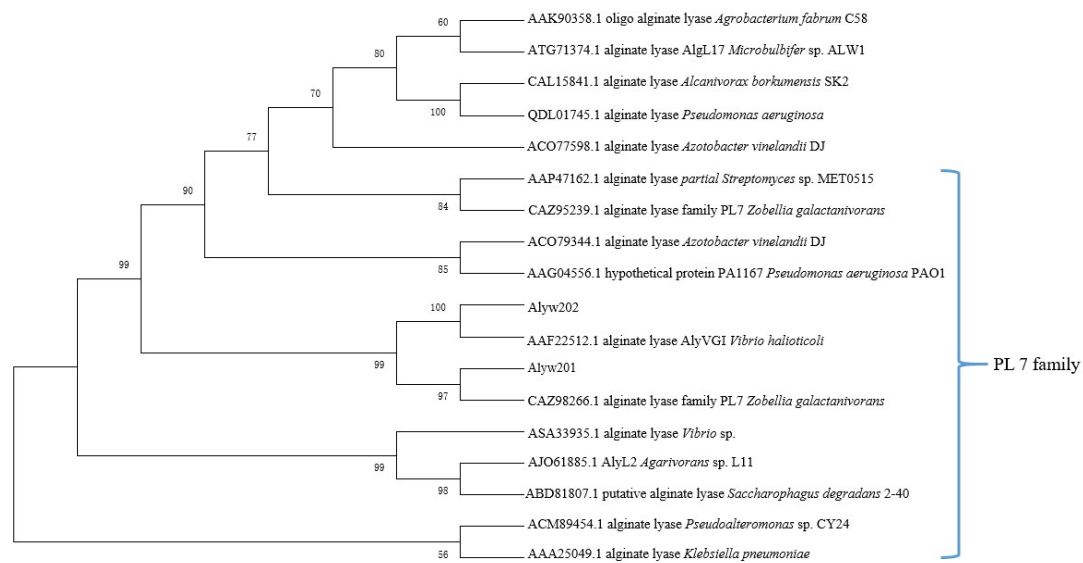 AAK90358.1 oligo alginate lyase Agrobacterium fabrum C58
60
ATG71374.1 alginate lyase AlgL17 Microbulbifer sp. ALW1
80
CAL15841.1 alginate lyase Alcanivorax borkumensis SK2
70
100
QDL01745.1 alginate lyase Pseudomonas aeruginosa
77
ACO77598.1 alginate lyase Azotobacter vinelandii DJ
AAP47162.1 alginate lyase partial Streptomyces sp. MET0515
90
84
CAZ95239.1 alginate lyase family PL7 Zobellia galactanivorans
ACO79344.1 alginate lyase Azotobacter vinelandii DJ
99
85
AAG04556.1 hypothetical protein PA1167 Pseudomonas aeruginosa PAO1
100
Alyw202
AAF22512.1 alginate lyase AlyVGI Vibrio halioticoli
99
Alyw201
PL 7 family
97
CAZ98266.1 alginate lyase family PL7 Zobellia galactanivorans
ASA33935.1 alginate lyase Vibrio sp.
99
AJO61885.1 AlyL2 Agarivorans sp. L11
98
ABD81807.1 putative alginate lyase Saccharophagus degradans 2-40
ACM89454.1 alginate lyase Pseudoalteromonas sp. CY24
56
AAA25049.1 alginate lyase Klebsiella pneumoniae